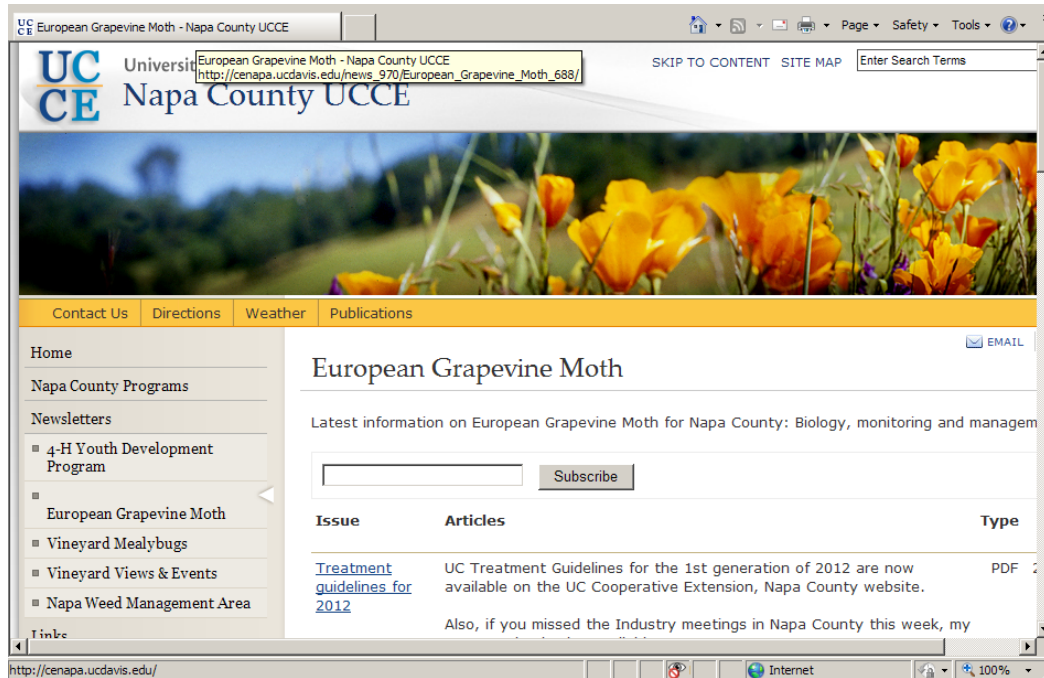 UC CE European Grapevine Moth - Napa County UCCE
Page Safety Tools
European Grapevine Moth - Napa County UCCE
http://cenapa.ucdavis.edu/news_970/European_Grapevine_Moth_688/
UC
CE
Universit
Napa County UCCE
SKIP TO CONTENT SITE MAP Enter Search Terms
Contact Us Directions Weather Publications
EMAIL
Home
Napa County Programs
Newsletters
4-H Youth Development
Program
European Grapevine Moth
Vineyard Mealybugs
Vineyard Views & Events
Napa Weed Management Area
Links
European Grapevine Moth
Latest information on European Grapevine Moth for Napa County: Biology, monitoring and managem
Subscribe
Issue Articles Type
Treatment
guidelines for
2012
UC Treatment Guidelines for the 1st generation of 2012 are now
available on the UC Cooperative Extension, Napa County website.
Also, if you missed the Industry meetings in Napa County this week, my
PDF 2
http://cenapa.ucdavis.edu/
Internet
100%